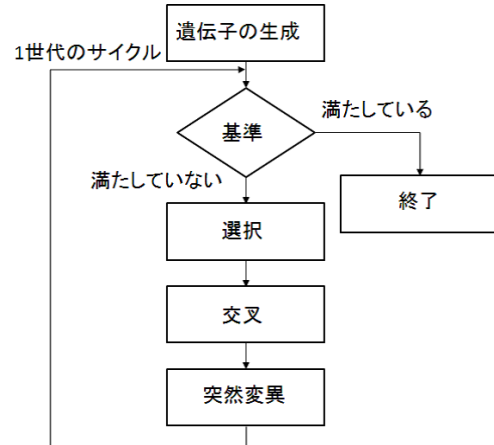 遺伝子の生成
1世代のサイクル
基準
満たしている
満たしていない
終了
選択
交叉
突然変異